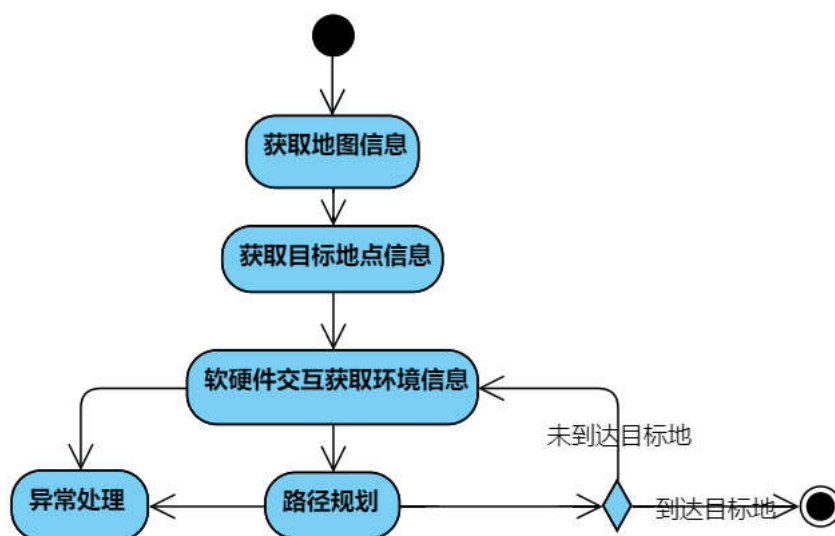 获取地图信息
获取目标地点信息
软硬件交互获取环境信息
未到达目标地
异常处理
路径规划
到达目标地